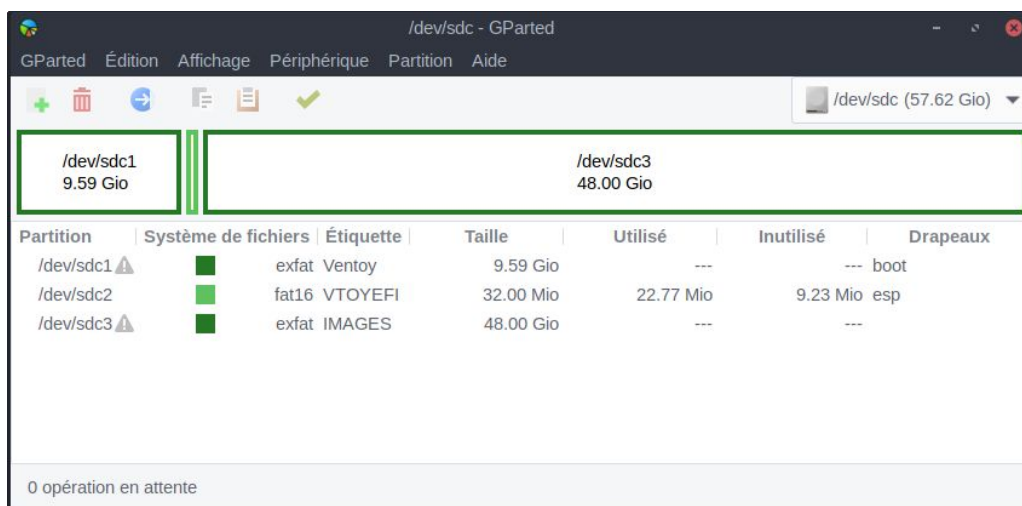 /dev/sdc - GParted
GParted Édition Affichage Périphérique Partition Aide
/dev/sdc (57.62 Gio)
/dev/sdc1
9.59 Gio
/dev/sdc3
48.00 Gio
Partition Système de fichiers Étiquette Taille Utilisé Inutilisé Drapeaux
/dev/sdc1 exfat Ventoy 9.59 Gio --- --- boot
/dev/sdc2 fat16 VTOYEFI 32.00 Mio 22.77 Mio 9.23 Mio esp
/dev/sdc3 exfat IMAGES 48.00 Gio --- ---
0 opération en attente